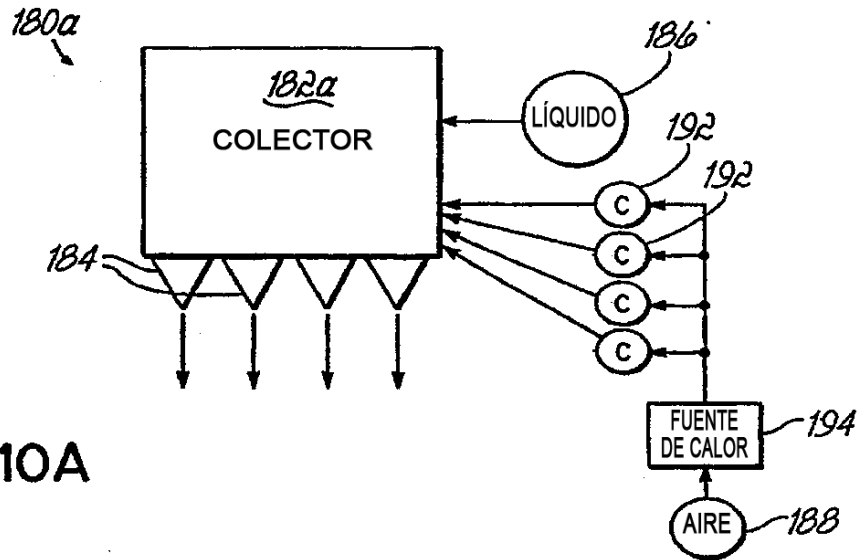 180a
182a
COLECTOR
186
LÍQUIDO
192
192
C
C
C
C
184
FUENTE
DE CALOR
194
AIRE
188
10A